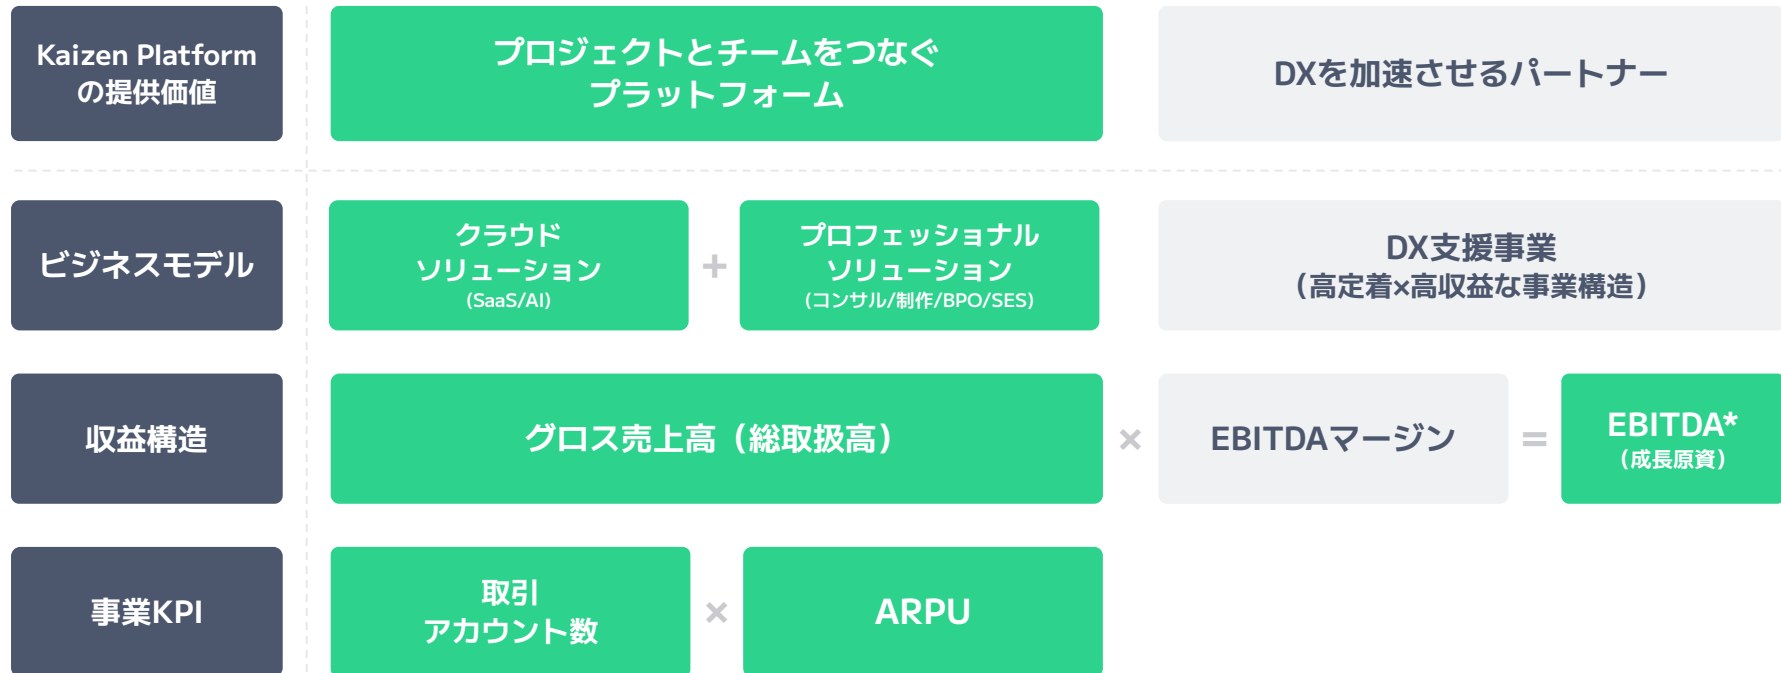 Kaizen Platform
の提供価値
プロジェクトとチームをつなぐ
プラットフォーム
DXを加速させるパートナー
ビジネスモデル
クラウド
ソリューション
(SaaS/AI)
+
プロフェッショナル
ソリューション
(コンサル/制作/BPO/SES)
DX支援事業
（高定着×高収益な事業構造）
収益構造
グロス売上高（総取扱高）
×
EBITDAマージン
=
EBITDA*
（成長原資）
事業KPI
取引
アカウント数
×
ARPU